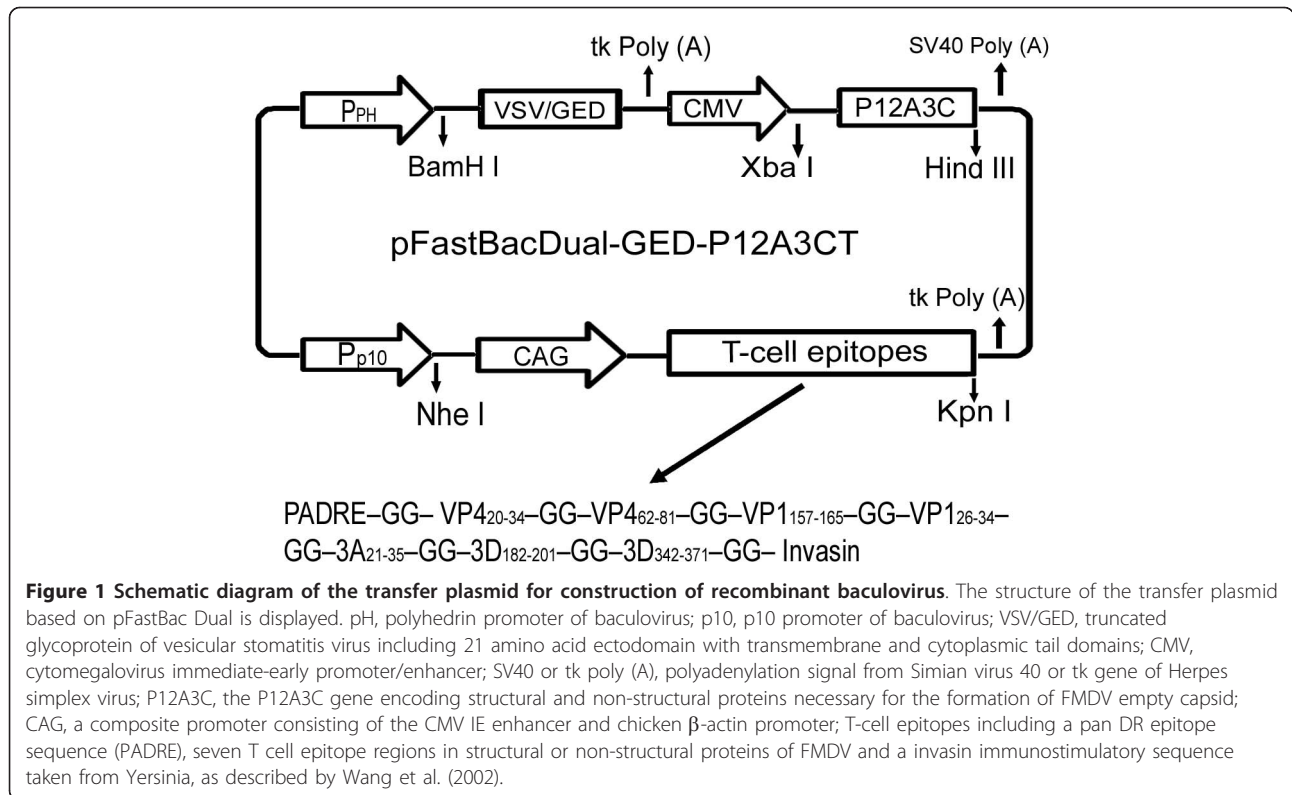 tk Poly (A)
SV40 Poly (A)
PPH
VSV/GED
CMV
P12A3C
BamH I
Xba I
Hind III
pFastBacDual-GED-P12A3CT
tk Poly (A)
Pp10
CAG
T-cell epitopes
Nhe I
Kpn I
PADRE–GG– VP420-34–GG–VP462-81–GG–VP1157-165–GG–VP126-34–
GG–3A21-35–GG–3D182-201–GG–3D342-371–GG– Invasin
Figure 1 Schematic diagram of the transfer plasmid for construction of recombinant baculovirus. The structure of the transfer plasmid
based on pFastBac Dual is displayed. pH, polyhedrin promoter of baculovirus; p10, p10 promoter of baculovirus; VSV/GED, truncated
glycoprotein of vesicular stomatitis virus including 21 amino acid ectodomain with transmembrane and cytoplasmic tail domains; CMV,
cytomegalovirus immediate-early promoter/enhancer; SV40 or tk poly (A), polyadenylation signal from Simian virus 40 or tk gene of Herpes
simplex virus; P12A3C, the P12A3C gene encoding structural and non-structural proteins necessary for the formation of FMDV empty capsid;
CAG, a composite promoter consisting of the CMV IE enhancer and chicken β-actin promoter; T-cell epitopes including a pan DR epitope
sequence (PADRE), seven T cell epitope regions in structural or non-structural proteins of FMDV and a invasin immunostimulatory sequence
taken from Yersinia, as described by Wang et al. (2002).